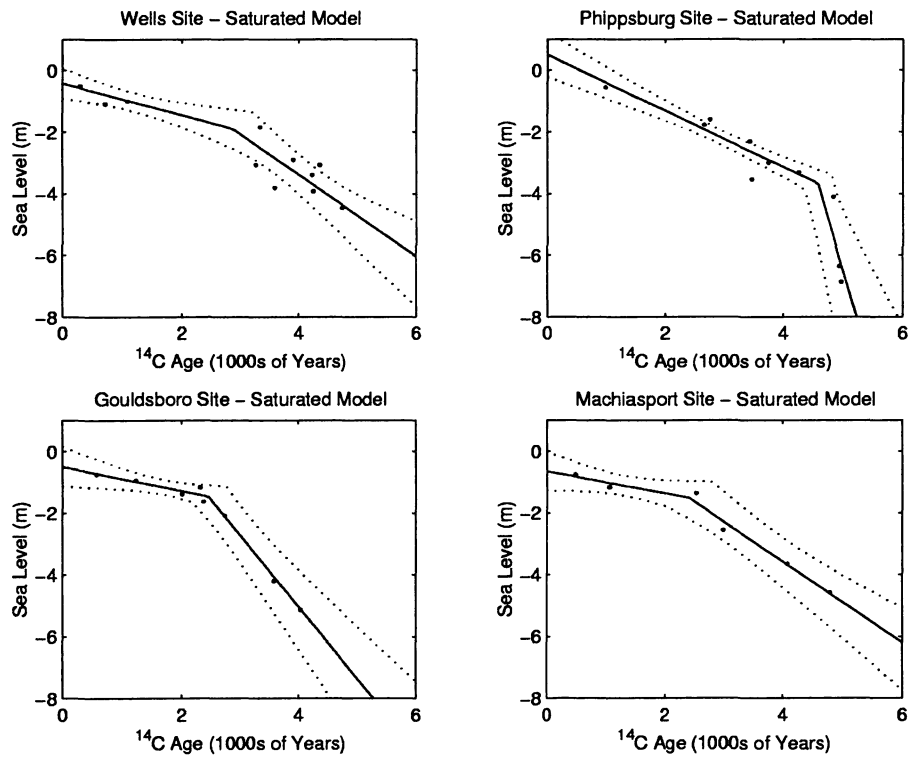 Wells Site – Saturated Model
0
−2
−4
−6
−8
Sea Level (m)
0 2 4 6
¹⁴C Age (1000s of Years)
Phippsburg Site – Saturated Model
0
−2
−4
−6
−8
Sea Level (m)
0 2 4 6
¹⁴C Age (1000s of Years)
Gouldsboro Site – Saturated Model
0
−2
−4
−6
−8
Sea Level (m)
0 2 4 6
¹⁴C Age (1000s of Years)
Machiasport Site – Saturated Model
0
−2
−4
−6
−8
Sea Level (m)
0 2 4 6
¹⁴C Age (1000s of Years)